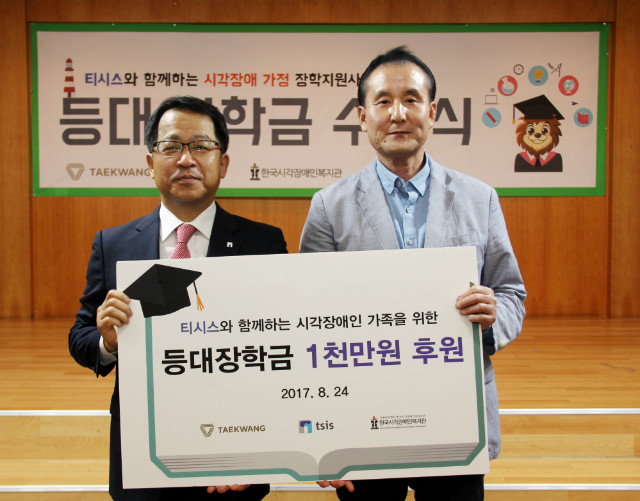 티시스와 함께하는 시각장애 가정 장학지원사
등대장학금 수 식
TAEKWANG 한국시각장애인복지관
티시스와 함께하는 시각장애인 가족을 위한
등대장학금 1천만원 후원
2017. 8. 24
TAEKWANG tsis 한국시각장애인복지관